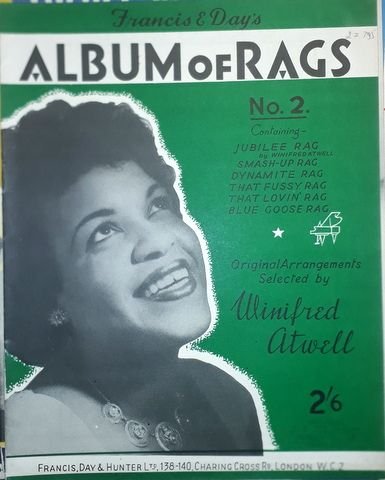 Francis & Day's
ALBUM OF RAGS
No. 2.
Containing -
JUBILEE RAG
by WINIFRED ATWELL
SMASH-UP RAG
DYNAMITE RAG
THAT FUSSY RAG
THAT LOVIN' RAG
BLUE GOOSE RAG
Original Arrangements
Selected by
Winifred
Atwell
2'6
FRANCIS, DAY & HUNTER LTD, 138-140, CHARING CROSS RD, LONDON W.C.2